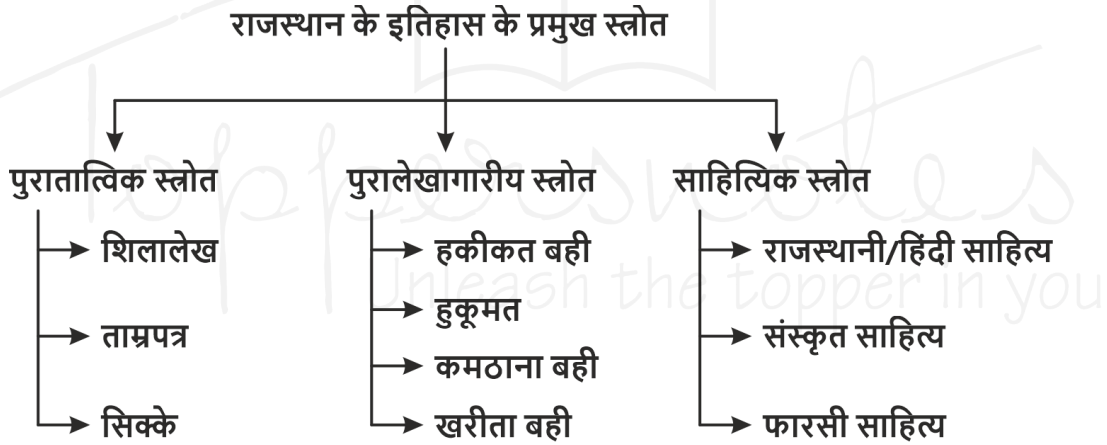 राजस्थान के इतिहास के प्रमुख स्त्रोत
पुरातात्विक स्त्रोत
शिलालेख
ताम्रपत्र
सिक्के
पुरालेखागारीय स्त्रोत
हकीकत बही
हुकूमत
कमठाना बही
खरीता बही
साहित्यिक स्त्रोत
राजस्थानी/हिंदी साहित्य
संस्कृत साहित्य
फारसी साहित्य
Toppersnotes
Unleash the topper in you